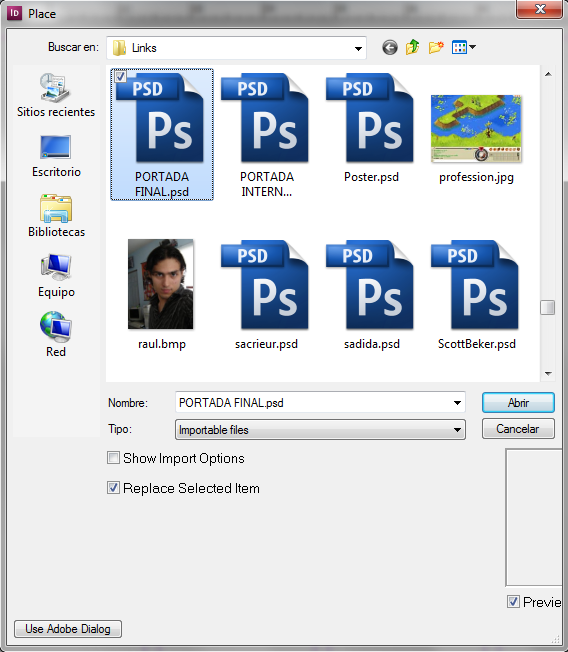 ID Place
Buscar en: Links
Sitios recientes
Escritorio
Bibliotecas
Equipo
Red
PSD Ps
PORTADA
FINAL.psd
PSD Ps
PORTADA
INTERN...
PSD Ps
Poster.psd
profession.jpg
raul.bmp
PSD Ps
sacrieur.psd
PSD Ps
sadida.psd
PSD Ps
ScottBeker.psd
Nombre: PORTADA FINAL.psd Abrir
Tipo: Importable files Cancelar
Show Import Options
Replace Selected Item
Previe
Use Adobe Dialog